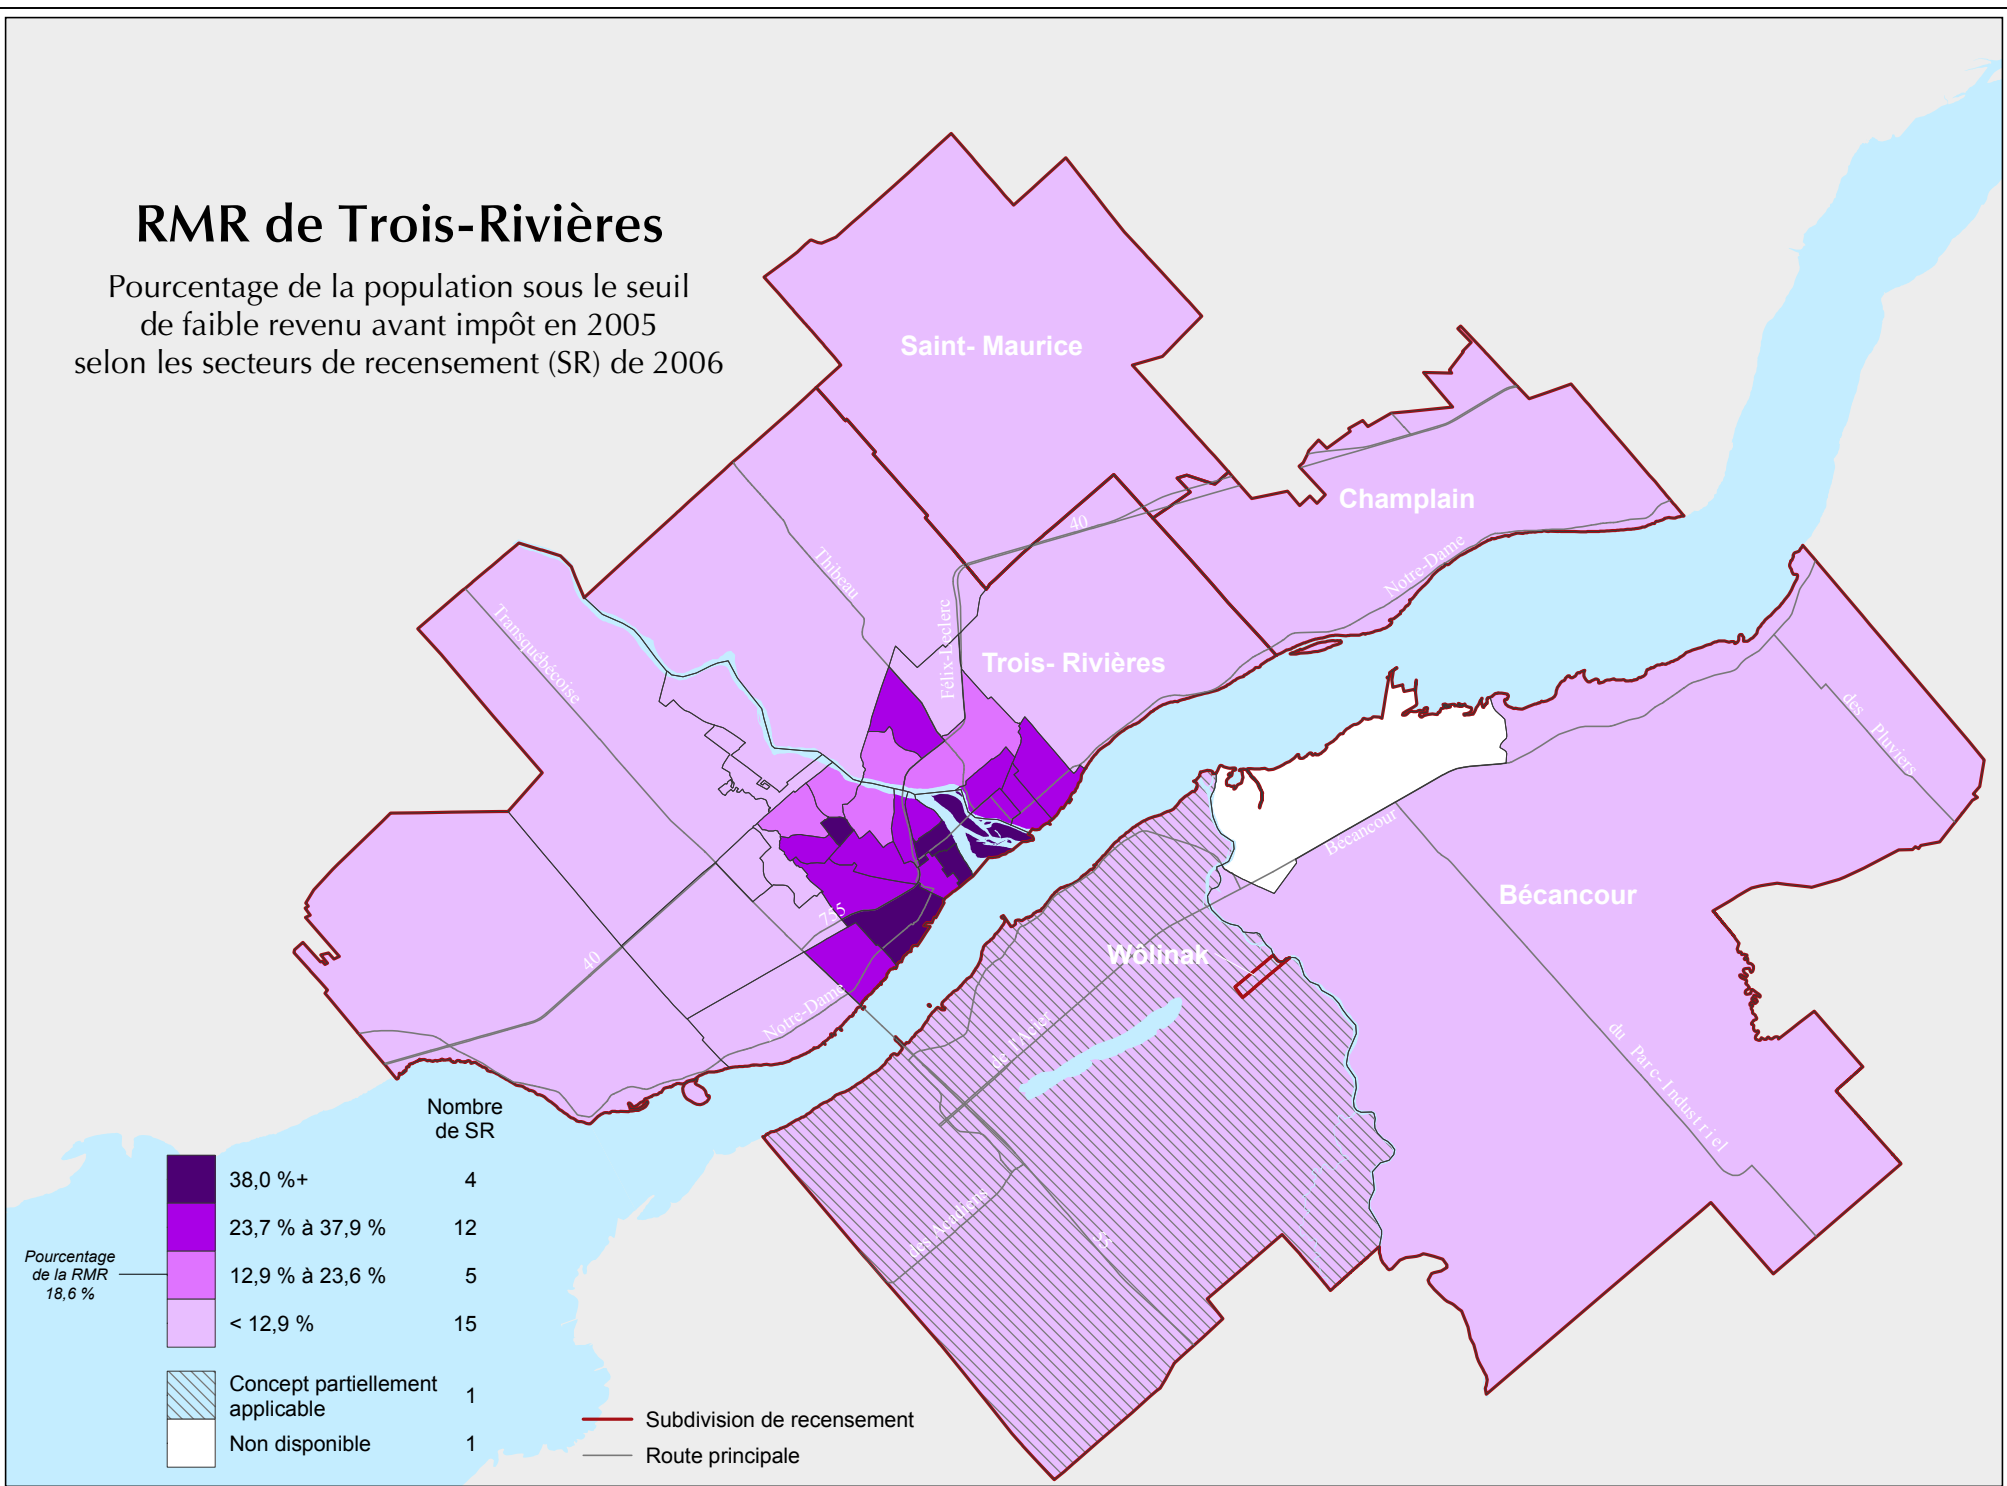 RMR de Trois-Rivières
Pourcentage de la population sous le seuil
de faible revenu avant impôt en 2005
selon les secteurs de recensement (SR) de 2006
Saint- Maurice
Champlain
40
Notre-Dame
Thibeau
Félix-Leclerc
Transquébécoise
Trois- Rivières
des Pluviers
Bécancour
Bécancour
755
Wôlinak
40
Notre-Dame
de l'Acier
du Parc-Industriel
des Acadiens
55
Nombre
de SR
38,0 %+ 4
23,7 % à 37,9 % 12
12,9 % à 23,6 % 5
< 12,9 % 15
Pourcentage
de la RMR
18,6 %
Concept partiellement
applicable 1
Non disponible 1
Subdivision de recensement
Route principale